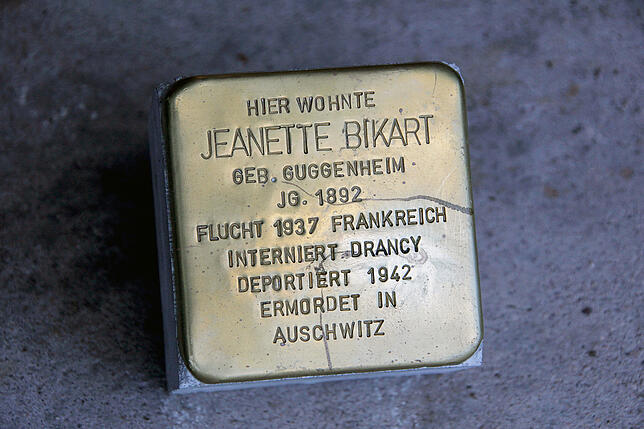 HIER WOHNTE
JEANETTE BIKART
GEB. GUGGENHEIM
JG. 1892
FLUCHT 1937 FRANKREICH
INTERNIERT DRANCY
DEPORTIERT 1942
ERMORDET IN
AUSCHWITZ